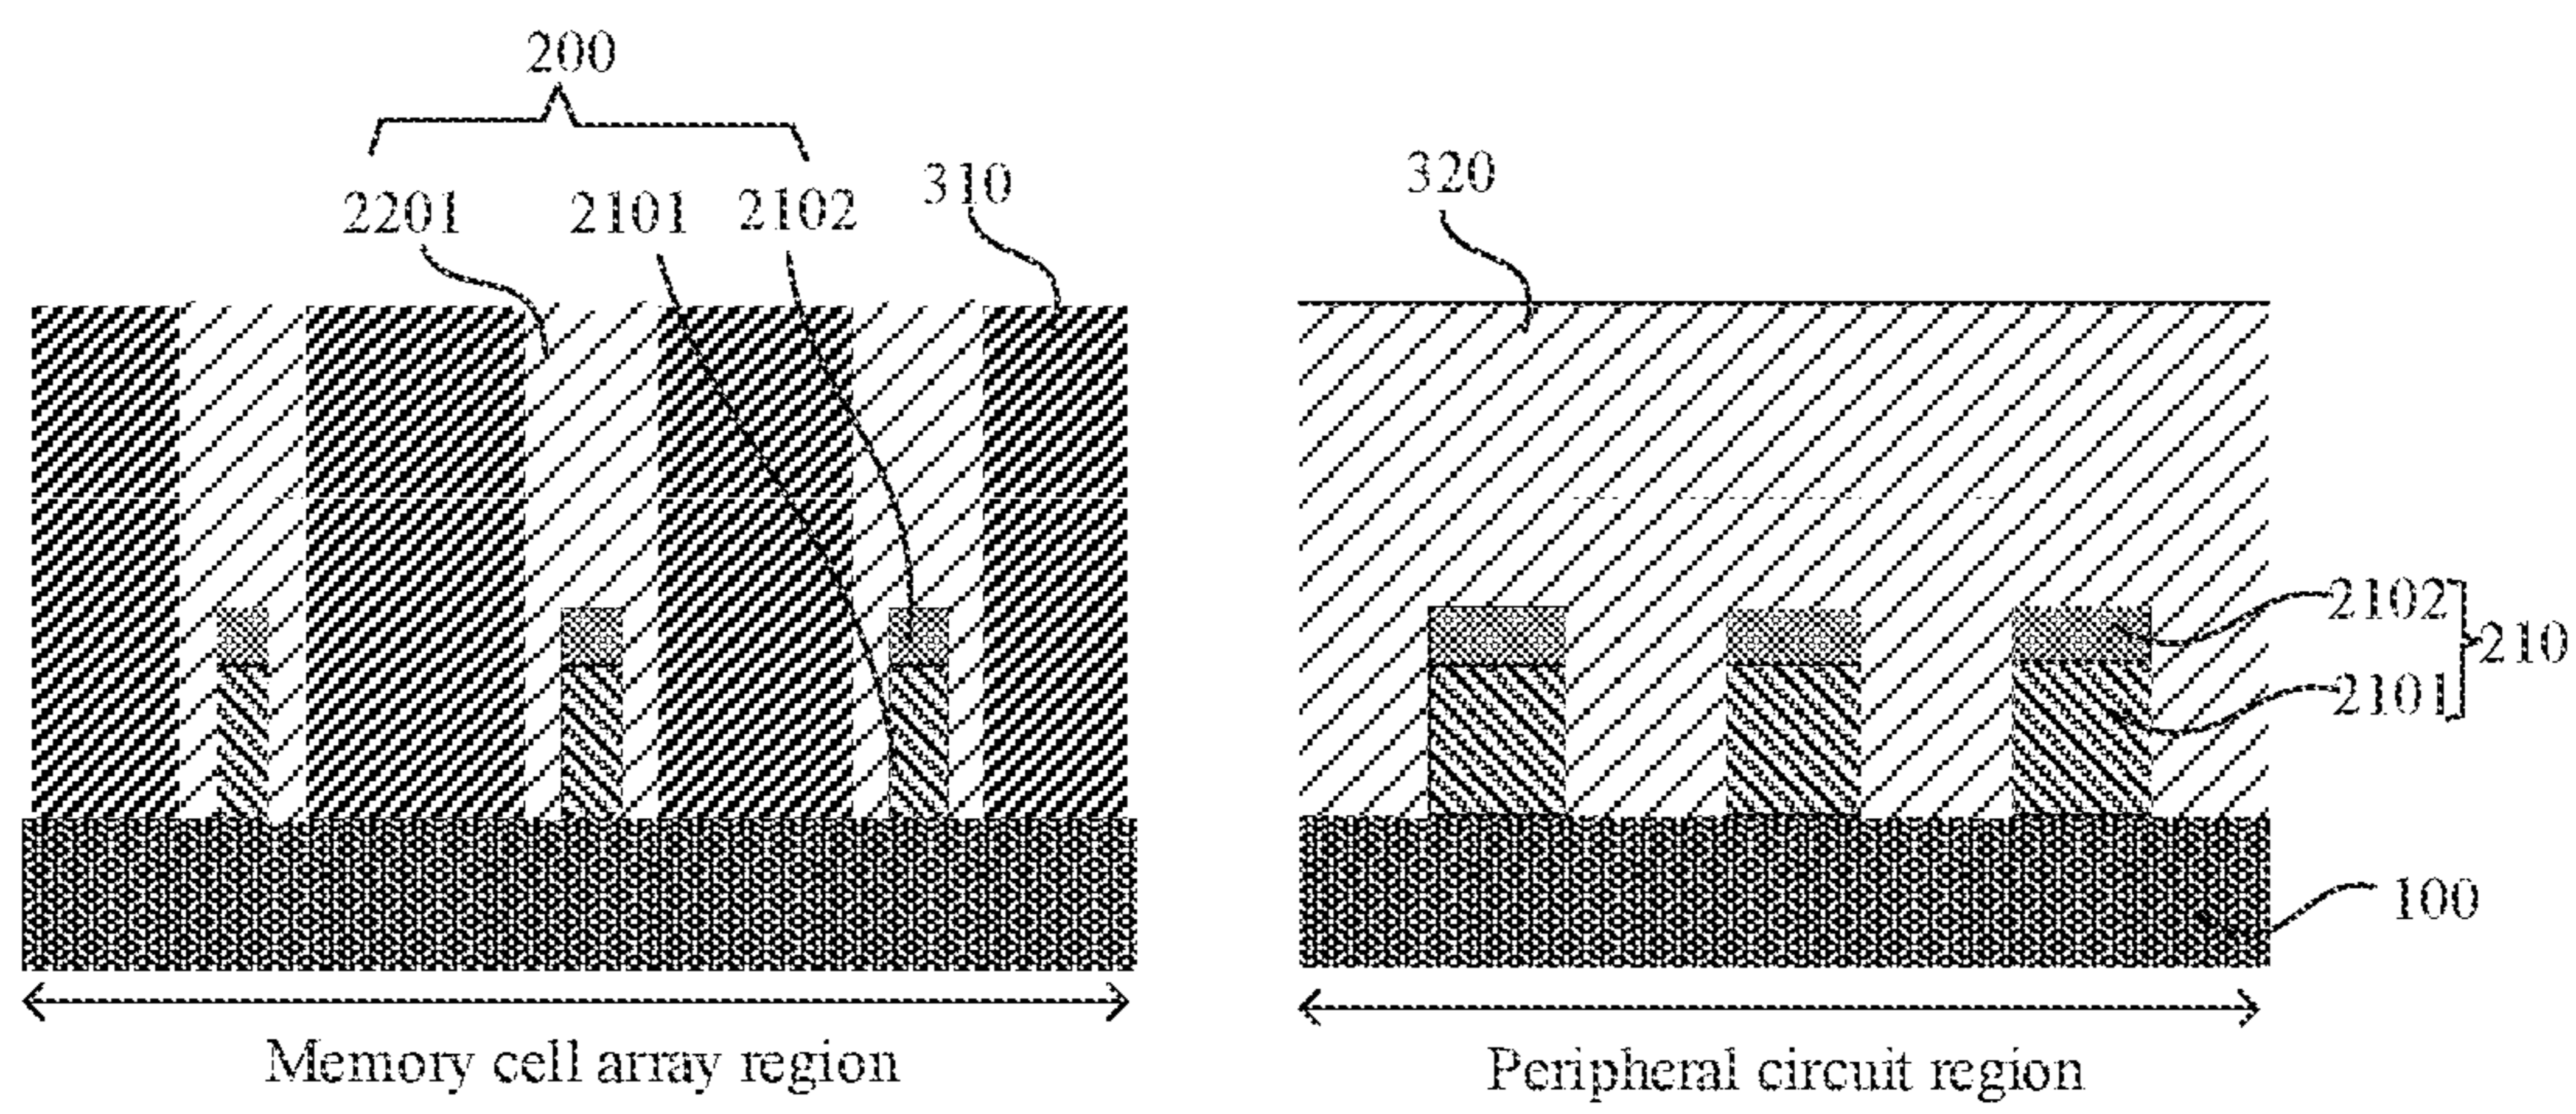 200
2201 2101 2102 310
320
2102
2101
210
100
Memory cell array region
Peripheral circuit region